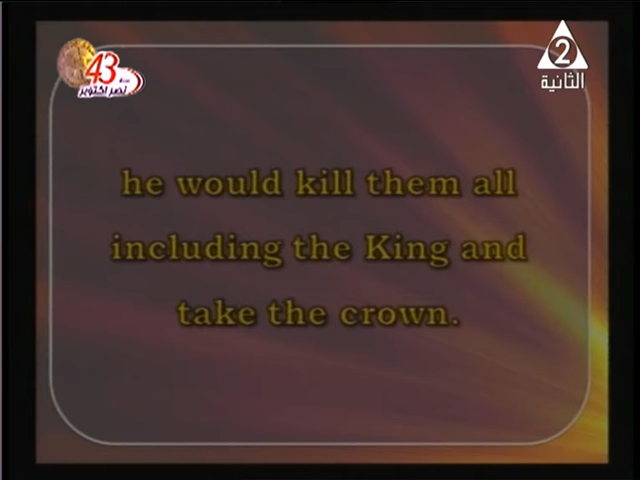 43
نصر اكتوبر
2
الثانية
he would kill them all
including the King and
take the crown.